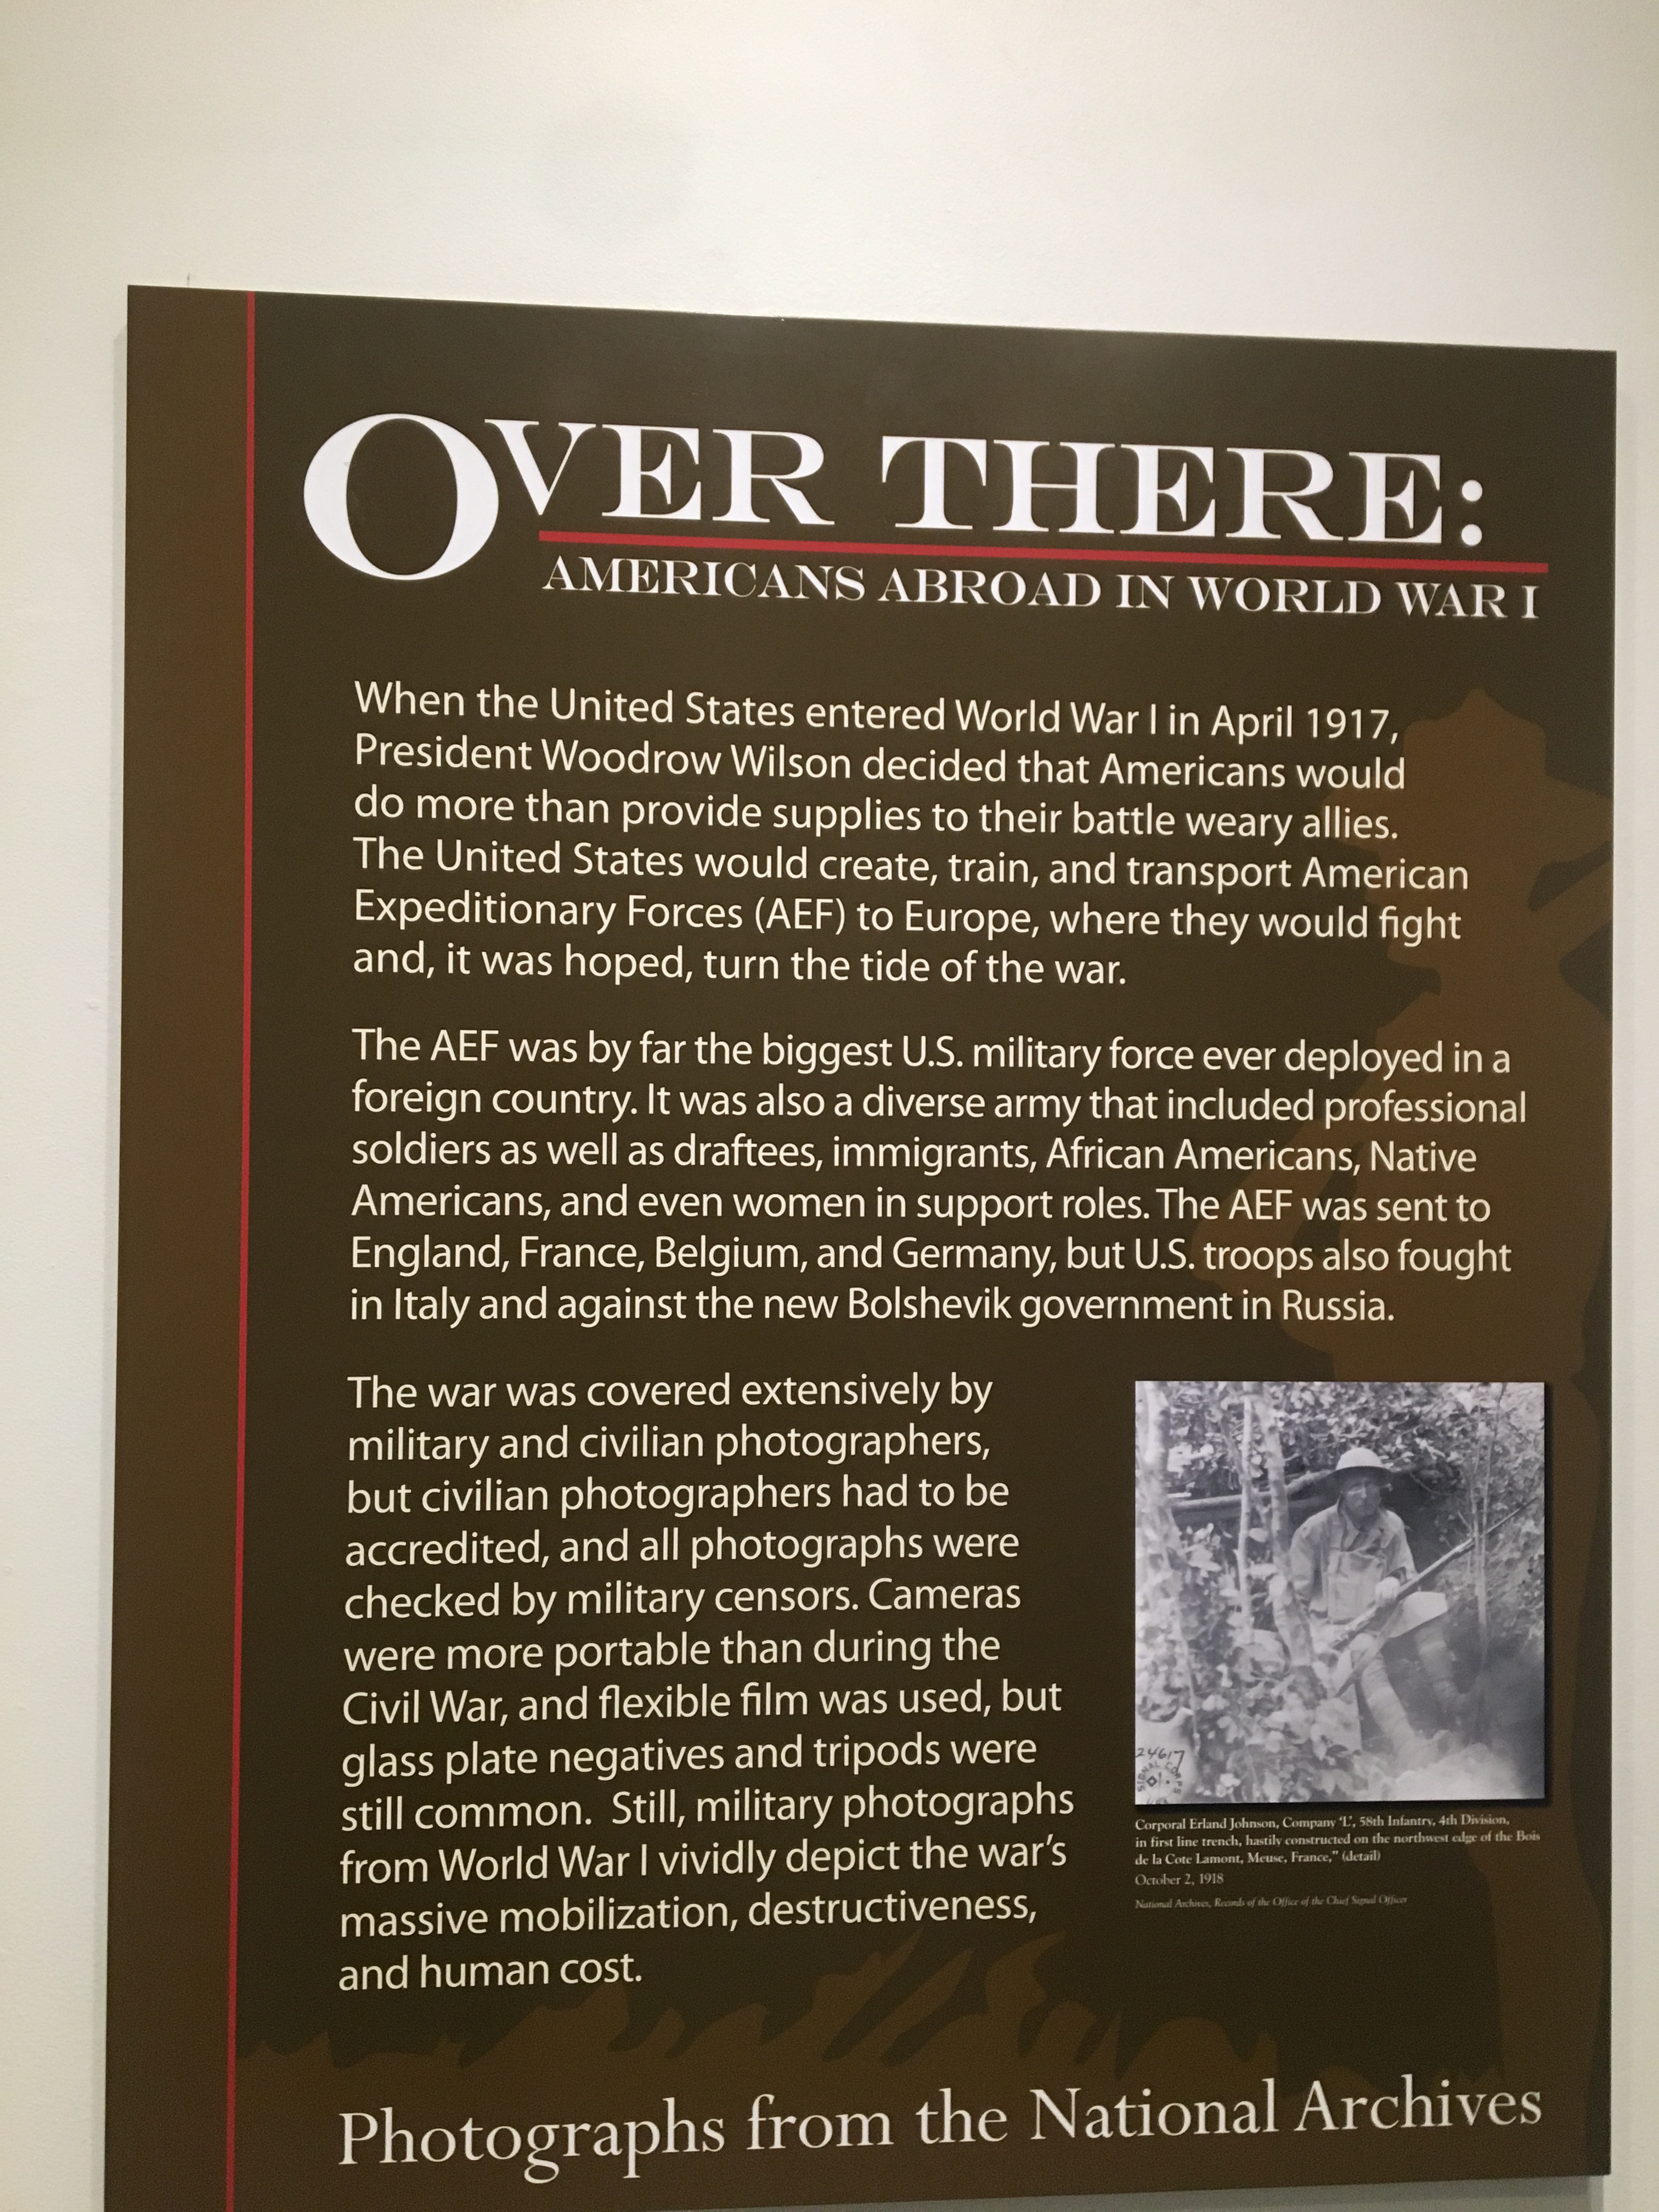 OVER THERE:
AMERICANS ABROAD IN WORLD WAR I
When the United States entered World War I in April 1917,
President Woodrow Wilson decided that Americans would
do more than provide supplies to their battle weary allies.
The United States would create, train, and transport American
Expeditionary Forces (AEF) to Europe, where they would fight
and, it was hoped, turn the tide of the war.
The AEF was by far the biggest U.S. military force ever deployed in a
foreign country. It was also a diverse army that included professional
soldiers as well as draftees, immigrants, African Americans, Native
Americans, and even women in support roles. The AEF was sent to
England, France, Belgium, and Germany, but U.S. troops also fought
in Italy and against the new Bolshevik government in Russia.
The war was covered extensively by
military and civilian photographers,
but civilian photographers had to be
accredited, and all photographs were
checked by military censors. Cameras
were more portable than during the
Civil War, and flexible film was used, but
glass plate negatives and tripods were
still common.  Still, military photographs
from World War I vividly depict the war's
massive mobilization, destructiveness,
and human cost.
24617
SIGNAL CORPS
Corporal Erland Johnson, Company 'L', 58th Infantry, 4th Division,
in first line trench, hastily constructed on the northwest edge of the Bois
de la Cote Lamont, Meuse, France," (detail)
October 2, 1918
National Archives, Records of the Office of the Chief Signal Officer
Photographs from the National Archives